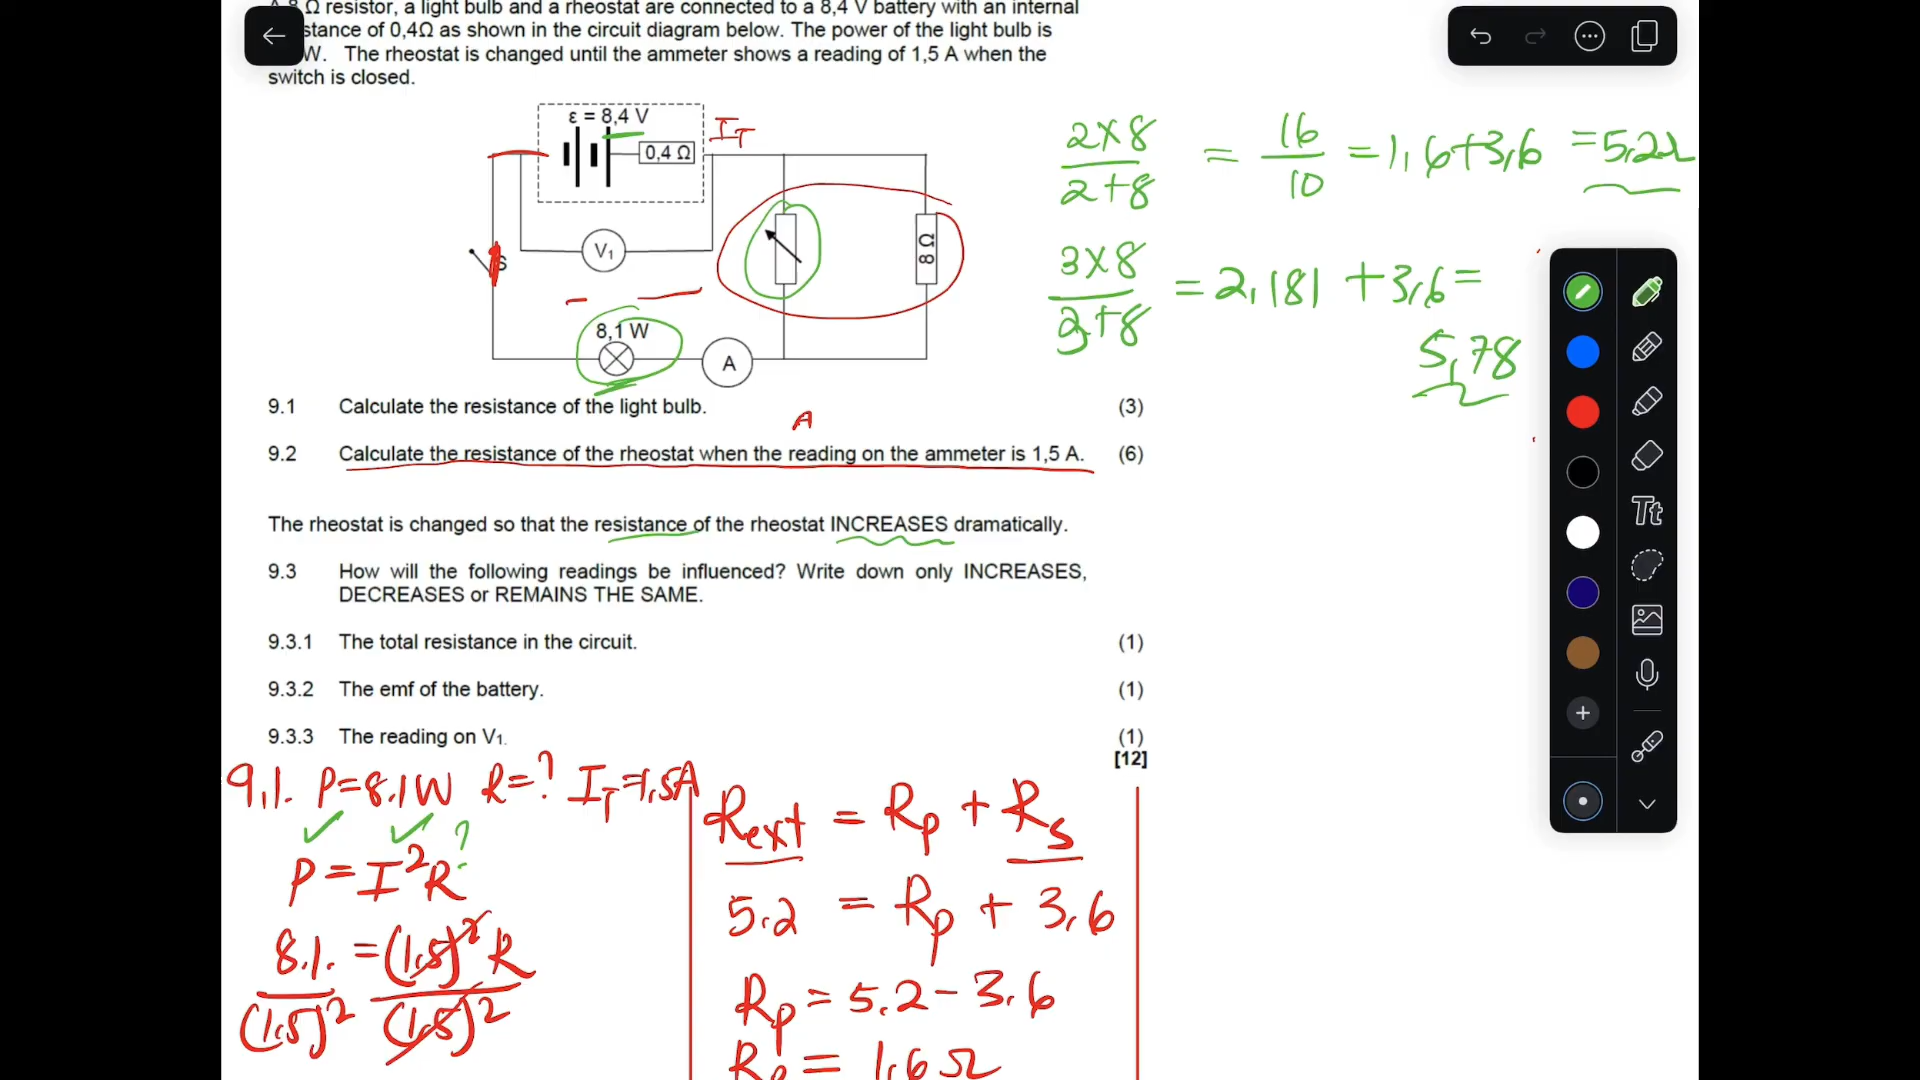 A 8 Ω resistor, a light bulb and a rheostat are connected to a 8,4 V battery with an internal
stance of 0,4Ω as shown in the circuit diagram below. The power of the light bulb is
W. The rheostat is changed until the ammeter shows a reading of 1,5 A when the
switch is closed.
ε = 8,4 V
0,4 Ω
I_T
V1
S
8 Ω
8,1 W
A
2×8/2+8 = 16/10 = 1,6+3,6 = 5,2Ω
3×8/3+8 = 2,181 + 3,6 =
5,78
9.1 Calculate the resistance of the light bulb. (3)
A
9.2 Calculate the resistance of the rheostat when the reading on the ammeter is 1,5 A. (6)
The rheostat is changed so that the resistance of the rheostat INCREASES dramatically.
9.3 How will the following readings be influenced? Write down only INCREASES,
DECREASES or REMAINS THE SAME.
9.3.1 The total resistance in the circuit. (1)
9.3.2 The emf of the battery. (1)
9.3.3 The reading on V1. (1)
[12]
9.1. P=8.1W R=? I_T=1.5A
P=I²R ?
8.1. = (1.5)² R
(1.5)² (1.5)²
Rext = Rp + Rs
5.2 = Rp + 3,6
Rp = 5.2 - 3.6
Rp = 1,6 Ω
Tt